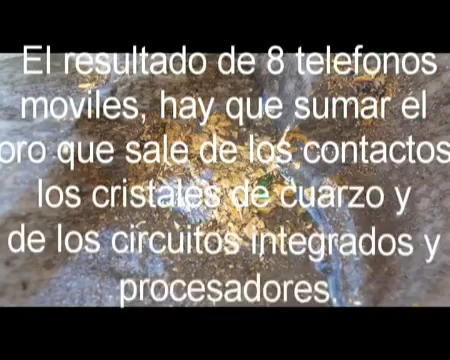 El resultado de 8 telefonos
moviles, hay que sumar el
oro que sale de los contactos
los cristales de cuarzo y
de los circuitos integrados y
procesadores.